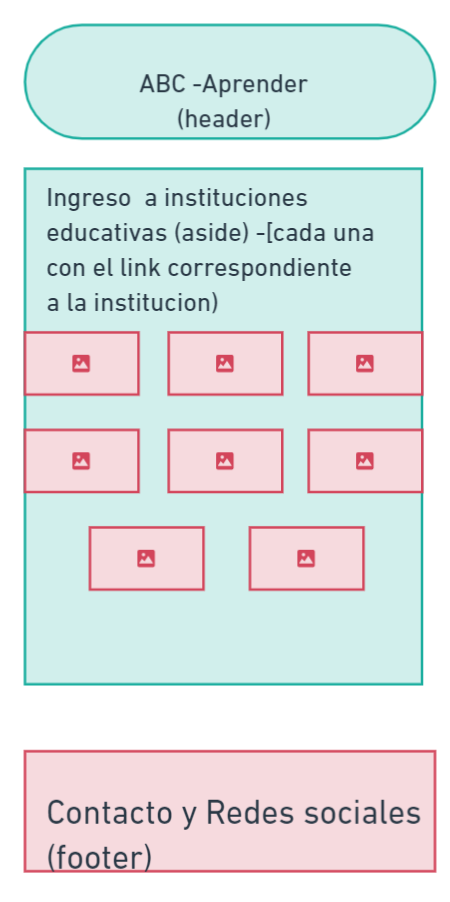 ABC -Aprender
(header)
Ingreso  a instituciones
educativas (aside) -[cada una
con el link correspondiente
a la institucion)
Contacto y Redes sociales
(footer)